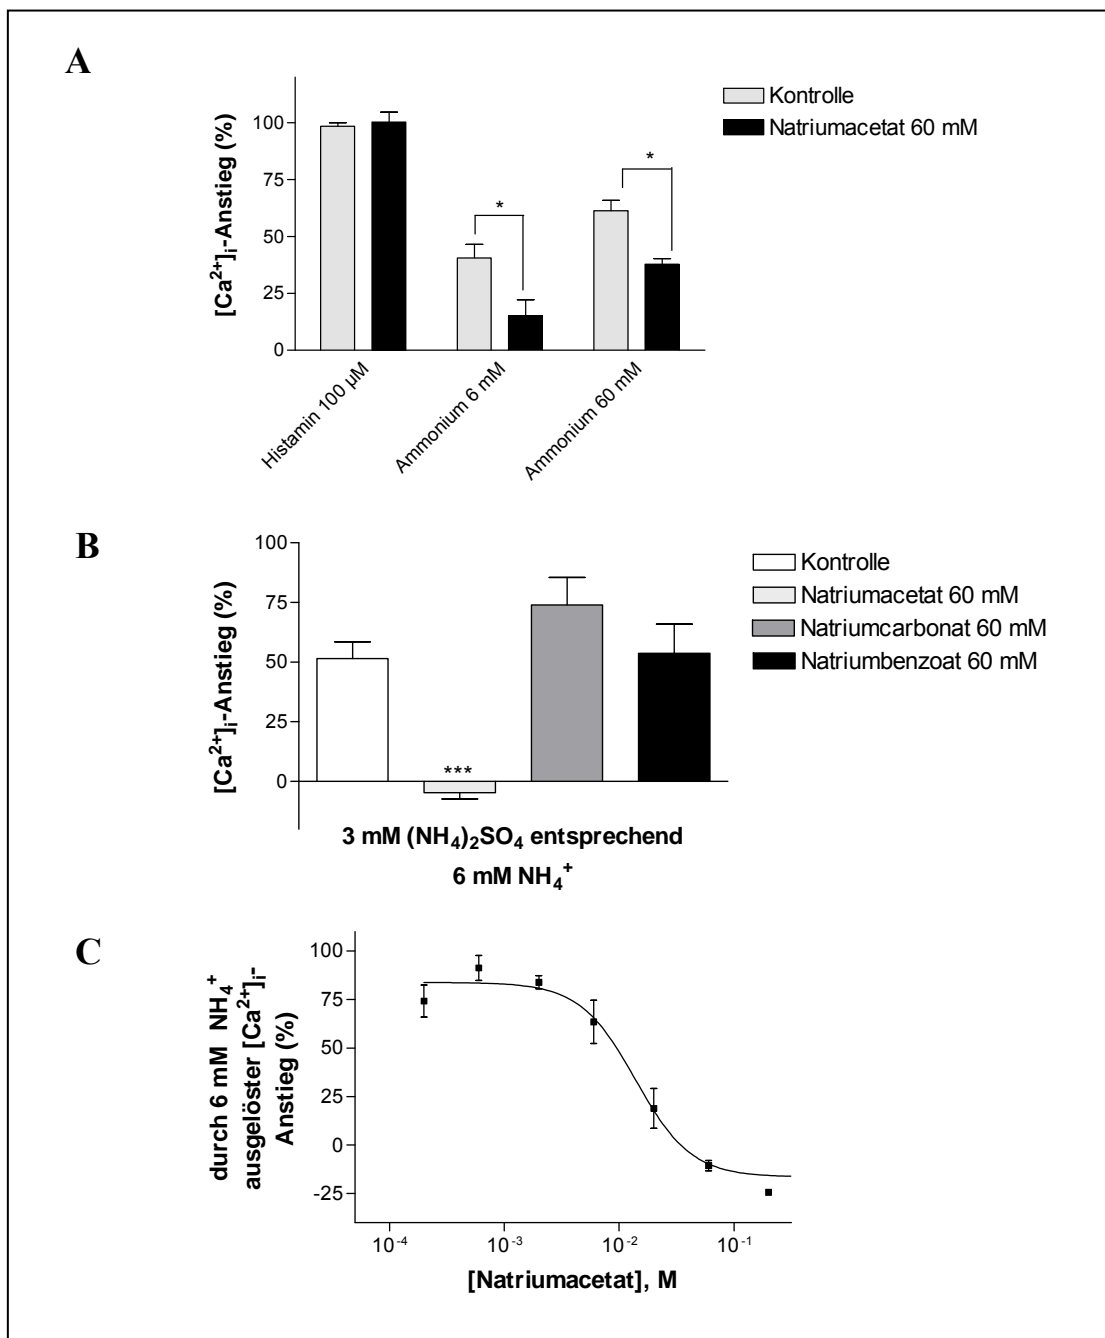 A
[Ca²⁺]ᵢ-Anstieg (%)
100
75
50
25
0
*
*
Histamin 100 µM
Ammonium 6 mM
Ammonium 60 mM
Kontrolle
Natriumacetat 60 mM
B
[Ca²⁺]ᵢ-Anstieg (%)
100
75
50
25
0
***
3 mM (NH₄)₂SO₄ entsprechend
6 mM NH₄⁺
Kontrolle
Natriumacetat 60 mM
Natriumcarbonat 60 mM
Natriumbenzoat 60 mM
C
durch 6 mM NH₄⁺
ausgelöster [Ca²⁺]ᵢ-
Anstieg (%)
100
75
50
25
0
-25
10⁻⁴
10⁻³
10⁻²
10⁻¹
[Natriumacetat], M